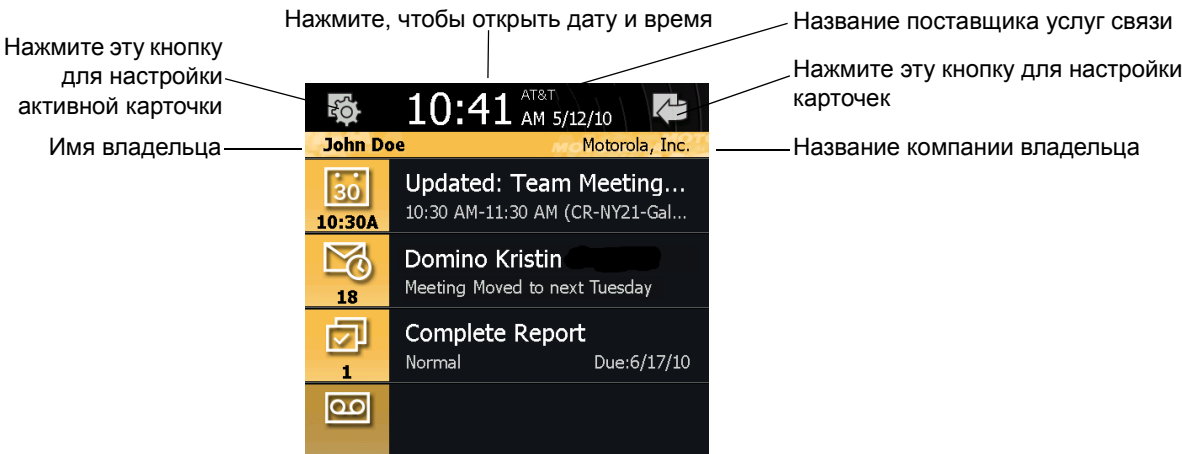 Нажмите, чтобы открыть дату и время
Название поставщика услуг связи
Нажмите эту кнопку
для настройки
активной карточки
Нажмите эту кнопку для настройки
карточек
10:41 AT&T
AM 5/12/10
Имя владельца
John Doe
Motorola, Inc.
Название компании владельца
30
10:30A
Updated: Team Meeting...
10:30 AM-11:30 AM (CR-NY21-Gal...
18
Domino Kristin
Meeting Moved to next Tuesday
1
Complete Report
Normal
Due:6/17/10